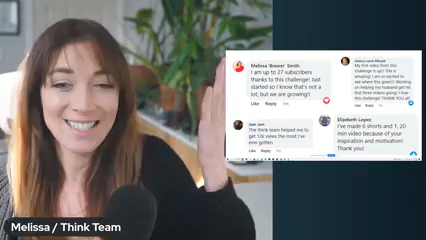 Melissa 'Brewer' Smith
I am up to 27 subscribers
thanks to this challenge! Just
started so I know that's not a
lot, but we are growing!!
Like Reply
My first video from this
challenge is up! This is
amazing! I am so excited to
see where this goes!!! Working
on helping my husband get his
first three videos going! I love
this challenge! THANK YOU all!
Like Reply
Jam Jam
The think team helped me to
get 12k views the most I've
ever gotten
Like Reply
Elizebeth Lopez
I've made 6 shorts and 1, 20
min video because of your
inspiration and motivation!
Thank you!
Like Reply
Melissa / Think Team